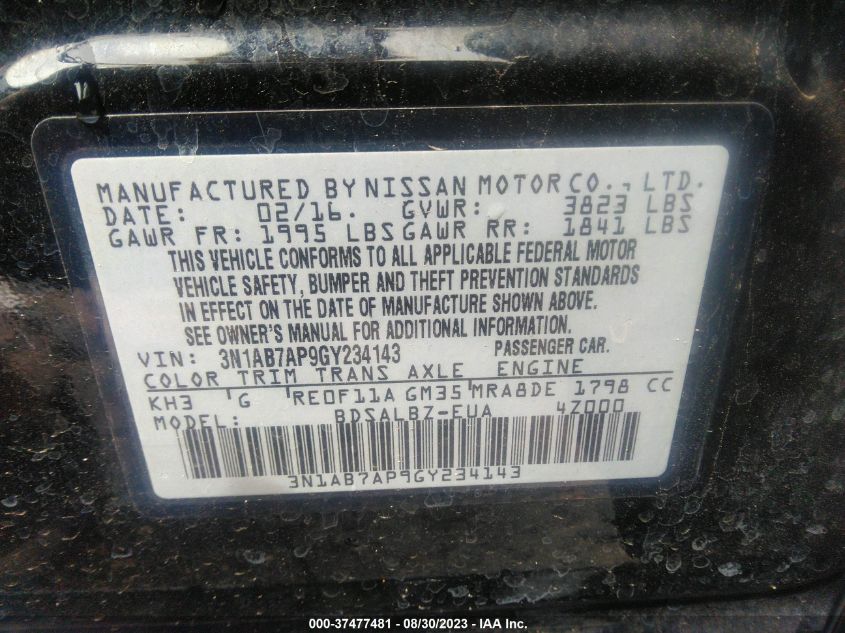 MANUFACTURED BY NISSAN MOTOR CO., LTD.
DATE: 02/16. GVWR: 3823 LBS
GAWR FR: 1995 LBS GAWR RR: 1841 LBS
THIS VEHICLE CONFORMS TO ALL APPLICABLE FEDERAL MOTOR
VEHICLE SAFETY, BUMPER AND THEFT PREVENTION STANDARDS
IN EFFECT ON THE DATE OF MANUFACTURE SHOWN ABOVE.
SEE OWNER'S MANUAL FOR ADDITIONAL INFORMATION.
VIN: 3N1AB7AP9GY234143 PASSENGER CAR.
COLOR TRIM TRANS AXLE ENGINE
KH3 G RE0F11A GM35 MRA8DE 1798 CC
MODEL: BDSALBZ-EUA 4Z000
3N1AB7AP9GY234143
000-37477481 - 08/30/2023 - IAA Inc.